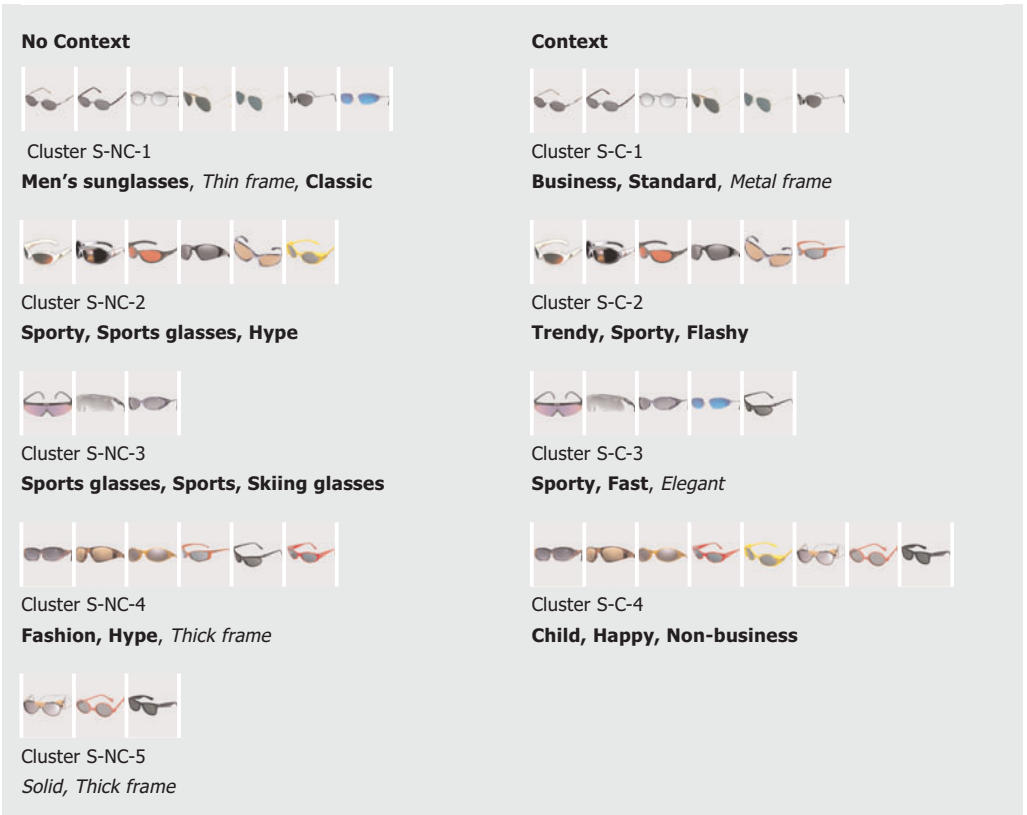 No Context
Cluster S-NC-1
Men's sunglasses, Thin frame, Classic
Cluster S-NC-2
Sporty, Sports glasses, Hype
Cluster S-NC-3
Sports glasses, Sports, Skiing glasses
Cluster S-NC-4
Fashion, Hype, Thick frame
Cluster S-NC-5
Solid, Thick frame
Context
Cluster S-C-1
Business, Standard, Metal frame
Cluster S-C-2
Trendy, Sporty, Flashy
Cluster S-C-3
Sporty, Fast, Elegant
Cluster S-C-4
Child, Happy, Non-business